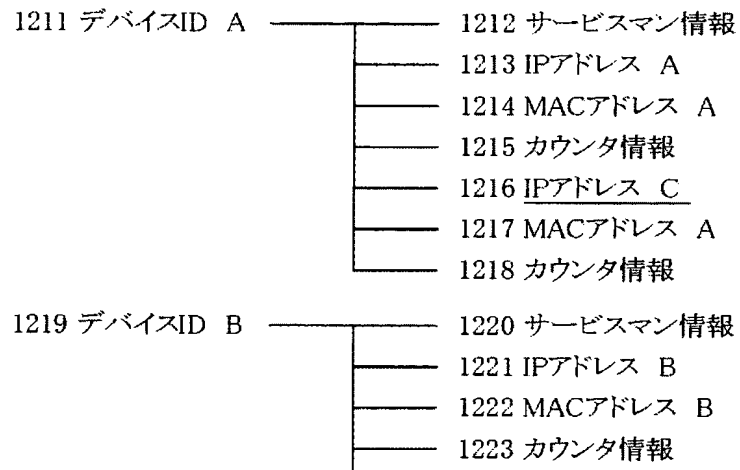 1211 デバイスID A 1212 サービスマン情報
1213 IPアドレス A
1214 MACアドレス A
1215 カウンタ情報
1216 IPアドレス C
1217 MACアドレス A
1218 カウンタ情報
1219 デバイスID B 1220 サービスマン情報
1221 IPアドレス B
1222 MACアドレス B
1223 カウンタ情報